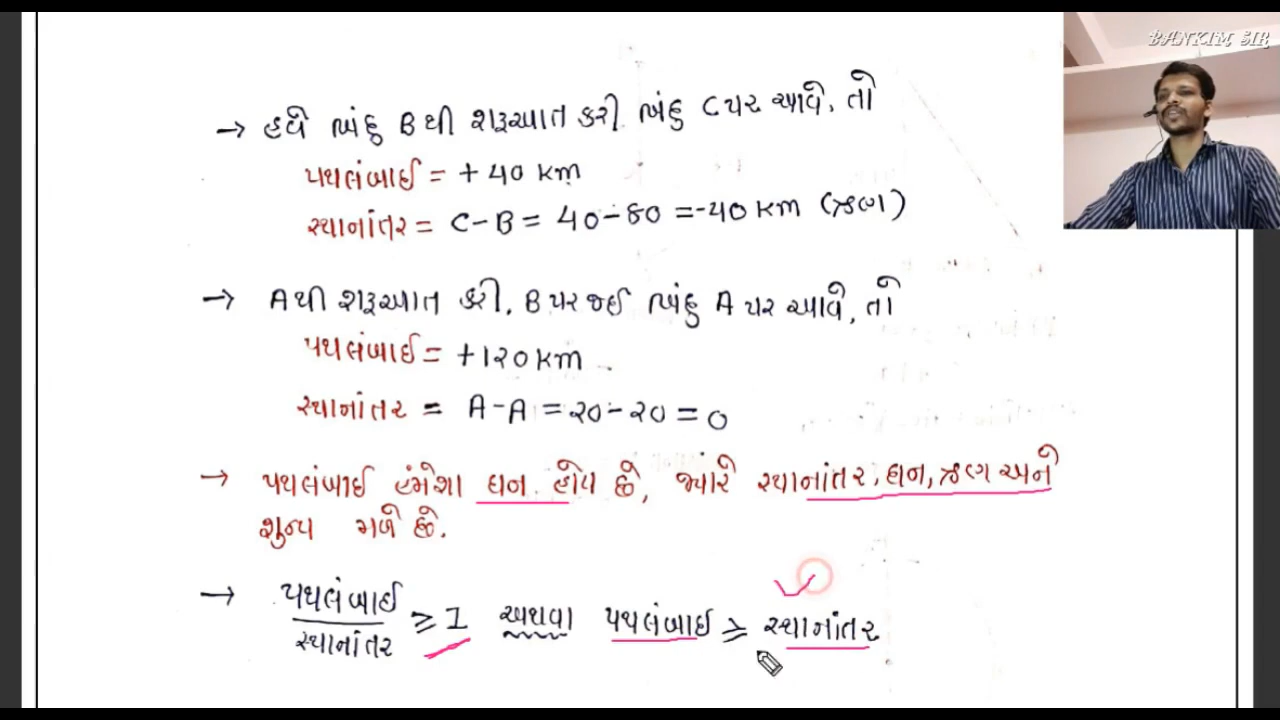 BANKIM SIR
→ હવે બિંદુ B થી શરૂઆત કરી બિંદુ C પર આવે, તો
પથલંબાઈ = + 40 km
સ્થાનાંતર = C - B = 40 - 80 = -40 km (ઋણ)
→ A થી શરૂઆત કરી, B પર જઈ બિંદુ A પર આવે, તો
પથલંબાઈ = +120 km
સ્થાનાંતર = A - A = 20 - 20 = 0
→ પથલંબાઈ હંમેશા ધન હોય છે, જ્યારે સ્થાનાંતર, ધન, ઋણ અને
શુન્ય મળે છે.
→ પથલંબાઈ / સ્થાનાંતર ≥ 1 અથવા પથલંબાઈ ≥ સ્થાનાંતર